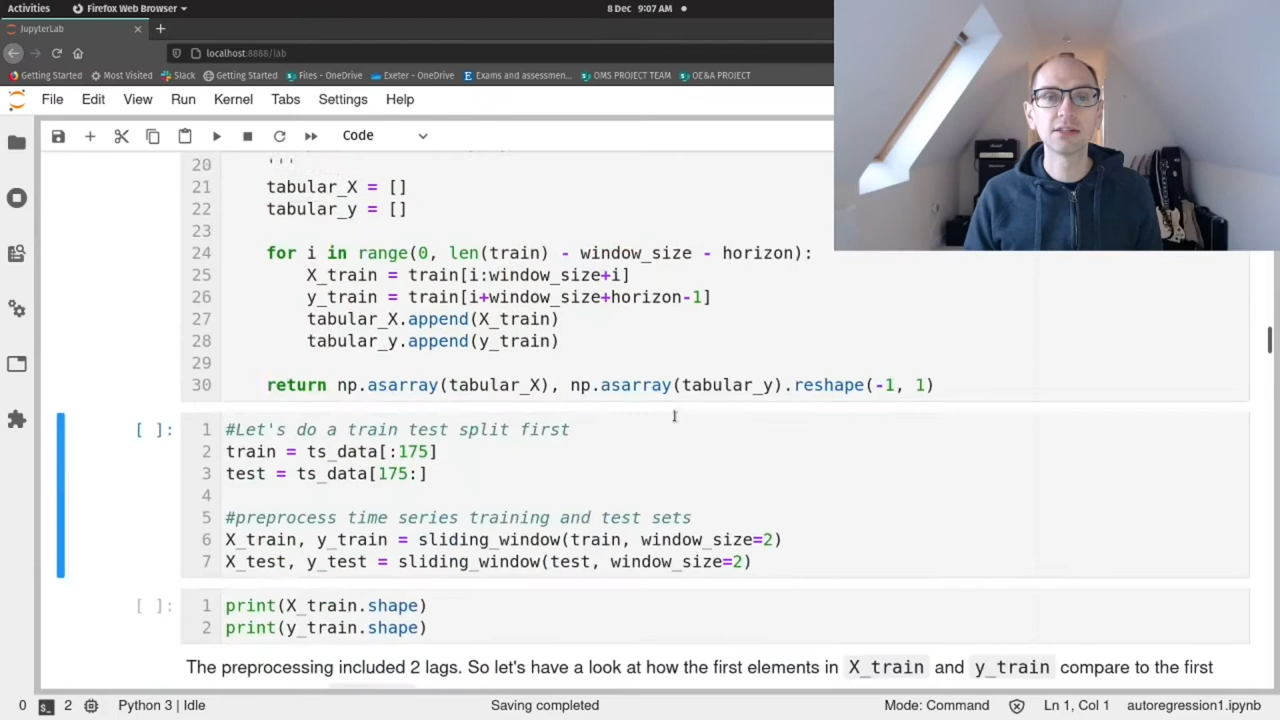 Activities
Firefox Web Browser
8 Dec 9:07 AM
JupyterLab
localhost:8888/lab
Getting Started
Most Visited
Slack
Getting Started
Files - OneDrive
Exeter - OneDrive
Exams and assessmen...
OMS PROJECT TEAM
OE&A PROJECT
File Edit View Run Kernel Tabs Settings Help
Code
20 '''
21 tabular_X = []
22 tabular_y = []
23
24 for i in range(0, len(train) - window_size - horizon):
25 X_train = train[i:window_size+i]
26 y_train = train[i+window_size+horizon-1]
27 tabular_X.append(X_train)
28 tabular_y.append(y_train)
29
30 return np.asarray(tabular_X), np.asarray(tabular_y).reshape(-1, 1)
[ ]: 1 #Let's do a train test split first
2 train = ts_data[:175]
3 test = ts_data[175:]
4
5 #preprocess time series training and test sets
6 X_train, y_train = sliding_window(train, window_size=2)
7 X_test, y_test = sliding_window(test, window_size=2)
[ ]: 1 print(X_train.shape)
2 print(y_train.shape)
The preprocessing included 2 lags. So let's have a look at how the first elements in X_train and y_train compare to the first
0 2 Python 3 | Idle Saving completed Mode: Command Ln 1, Col 1 autoregression1.ipynb